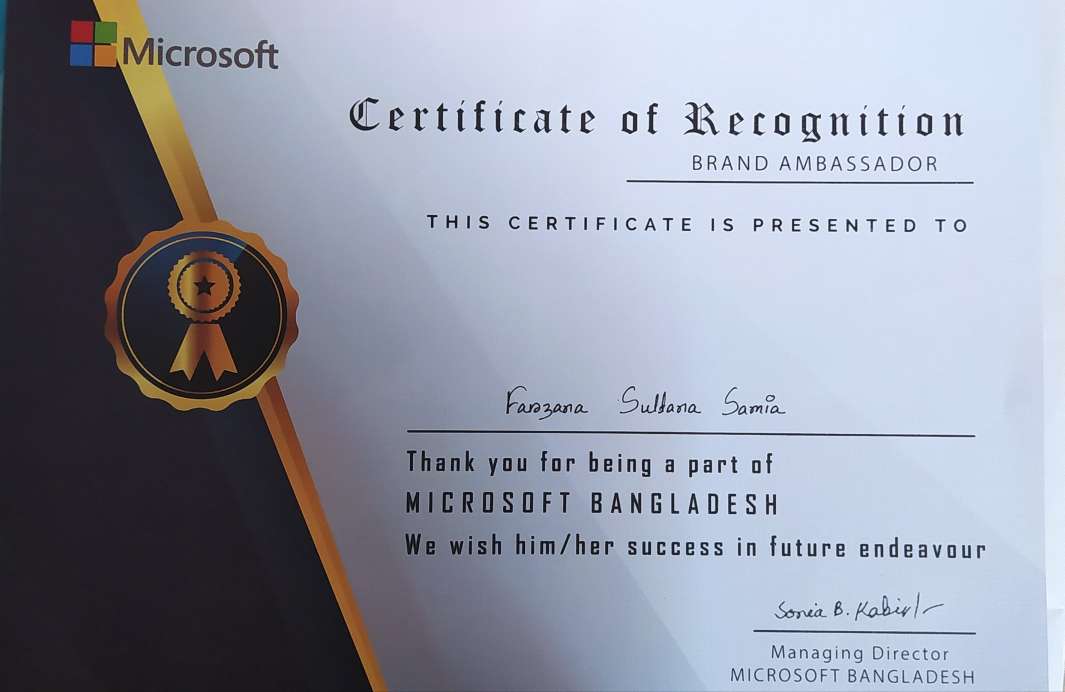 Microsoft
Certificate of Recognition
BRAND AMBASSADOR
THIS CERTIFICATE IS PRESENTED TO
Farzana Sultana Samia
Thank you for being a part of
MICROSOFT BANGLADESH
We wish him/her success in future endeavour
Sonia B. Kabir
Managing Director
MICROSOFT BANGLADESH